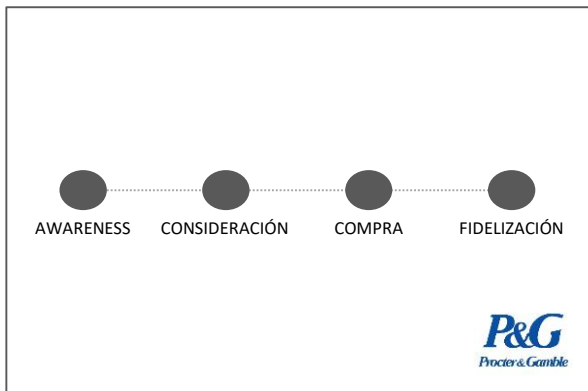 AWARENESS CONSIDERACIÓN COMPRA FIDELIZACIÓN
P&G
Procter & Gamble